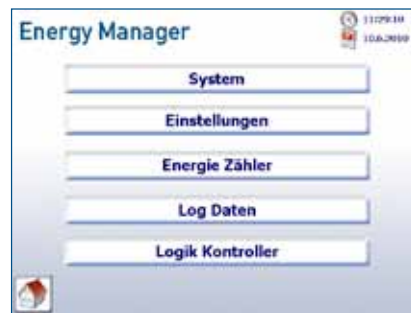 Energy Manager
System
Einstellungen
Energie Zähler
Log Daten
Logik Kontroller